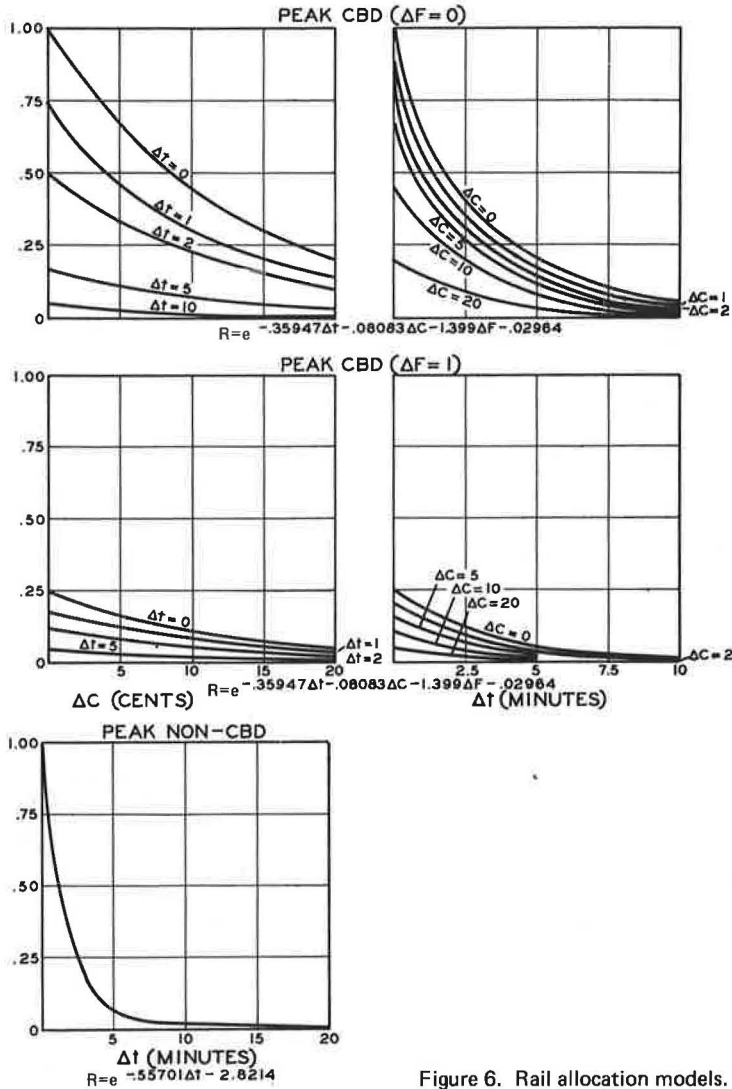 PEAK CBD (ΔF=0)
1.00
.75
.50
.25
0
Δt=0
Δt=1
Δt=2
Δt=5
Δt=10
ΔC=0
ΔC=5
ΔC=10
ΔC=20
ΔC=1
ΔC=2
R=e-.35947Δt-.08083ΔC-1.399ΔF-.02964
PEAK CBD (ΔF=1)
1.00
.75
.50
.25
0
Δt=0
Δt=5
Δt=1
Δt=2
5 10 15 20
ΔC (CENTS)
ΔC=5
ΔC=10
ΔC=20
ΔC=0
ΔC=2
2.5 5 7.5 10
Δt (MINUTES)
R=e-.35947Δt-.08083ΔC-1.399ΔF-.02964
PEAK NON-CBD
1.00
.75
.50
.25
0
5 10 15 20
Δt (MINUTES)
R=e-.55701Δt-2.8214
Figure 6. Rail allocation models.